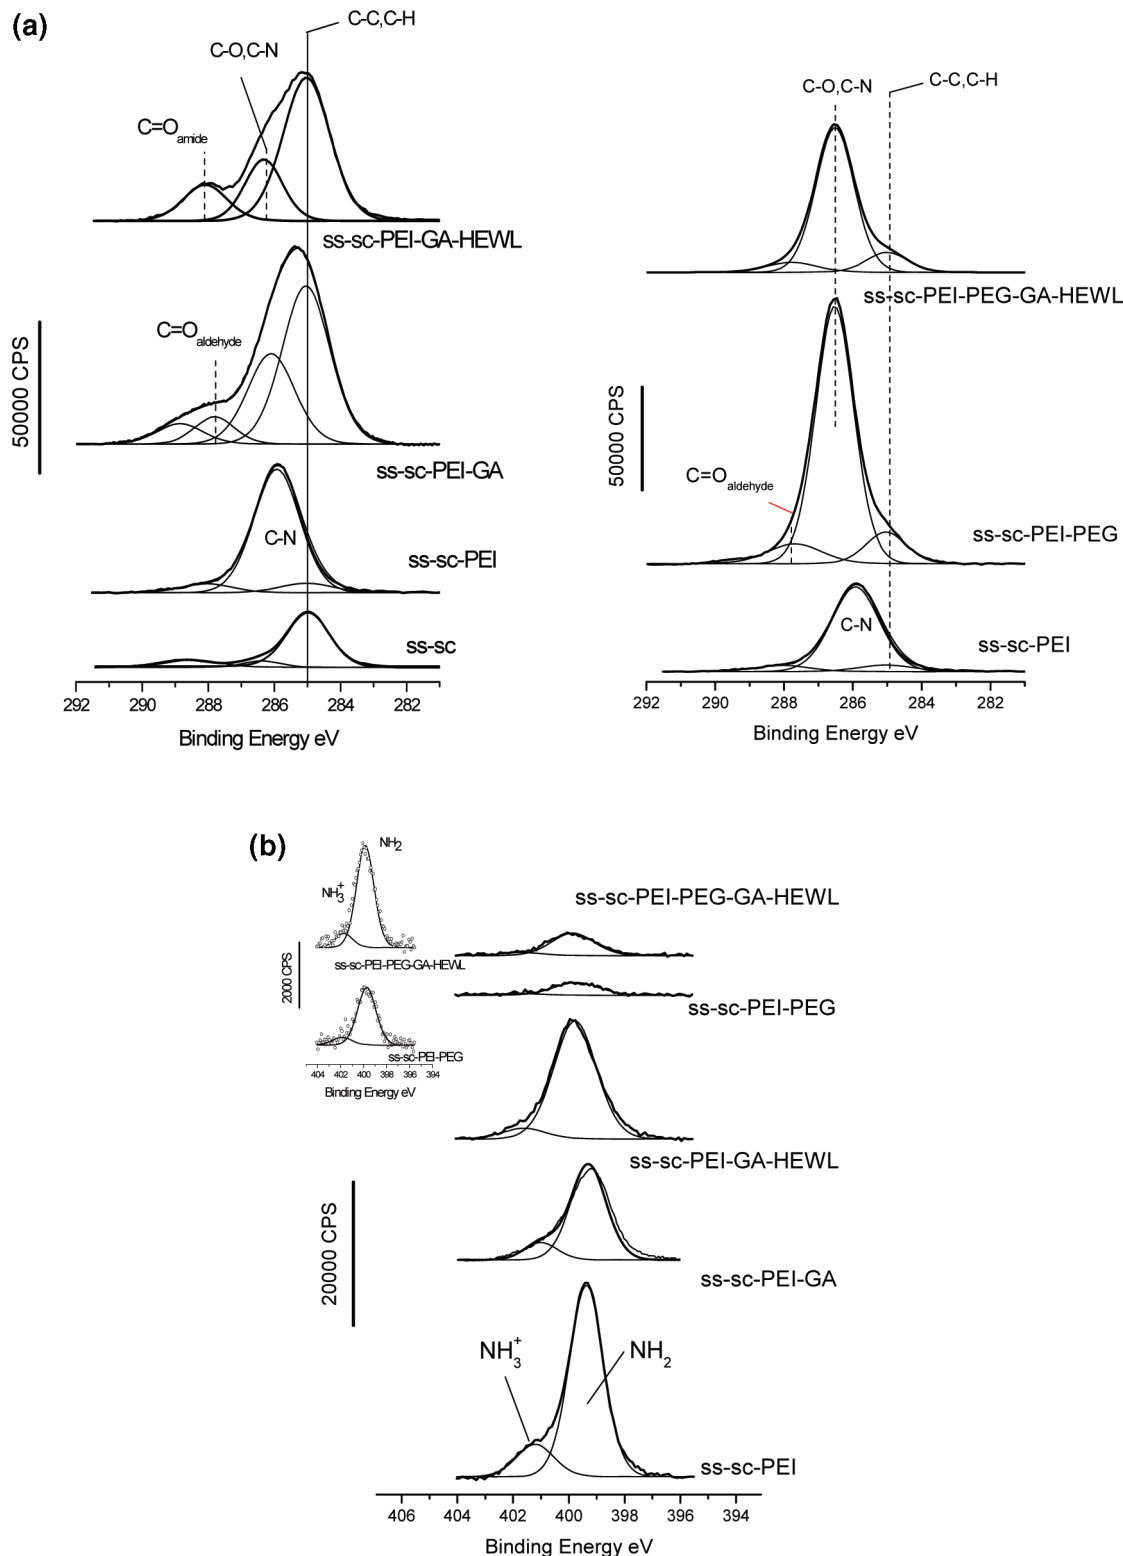 (a)
C-C,C-H
C-O,C-N
C=O amide
ss-sc-PEI-GA-HEWL
C=O aldehyde
ss-sc-PEI-GA
C-N
ss-sc-PEI
ss-sc
50000 CPS
292 290 288 286 284 282
Binding Energy eV
C-O,C-N
C-C,C-H
ss-sc-PEI-PEG-GA-HEWL
50000 CPS
C=O aldehyde
ss-sc-PEI-PEG
C-N
ss-sc-PEI
292 290 288 286 284 282
Binding Energy eV
(b)
NH2
NH3+
ss-sc-PEI-PEG-GA-HEWL
2000 CPS
ss-sc-PEI-PEG
404 402 400 398 396 394
Binding Energy eV
ss-sc-PEI-PEG-GA-HEWL
ss-sc-PEI-PEG
ss-sc-PEI-GA-HEWL
20000 CPS
ss-sc-PEI-GA
NH3+
NH2
ss-sc-PEI
406 404 402 400 398 396 394
Binding Energy eV